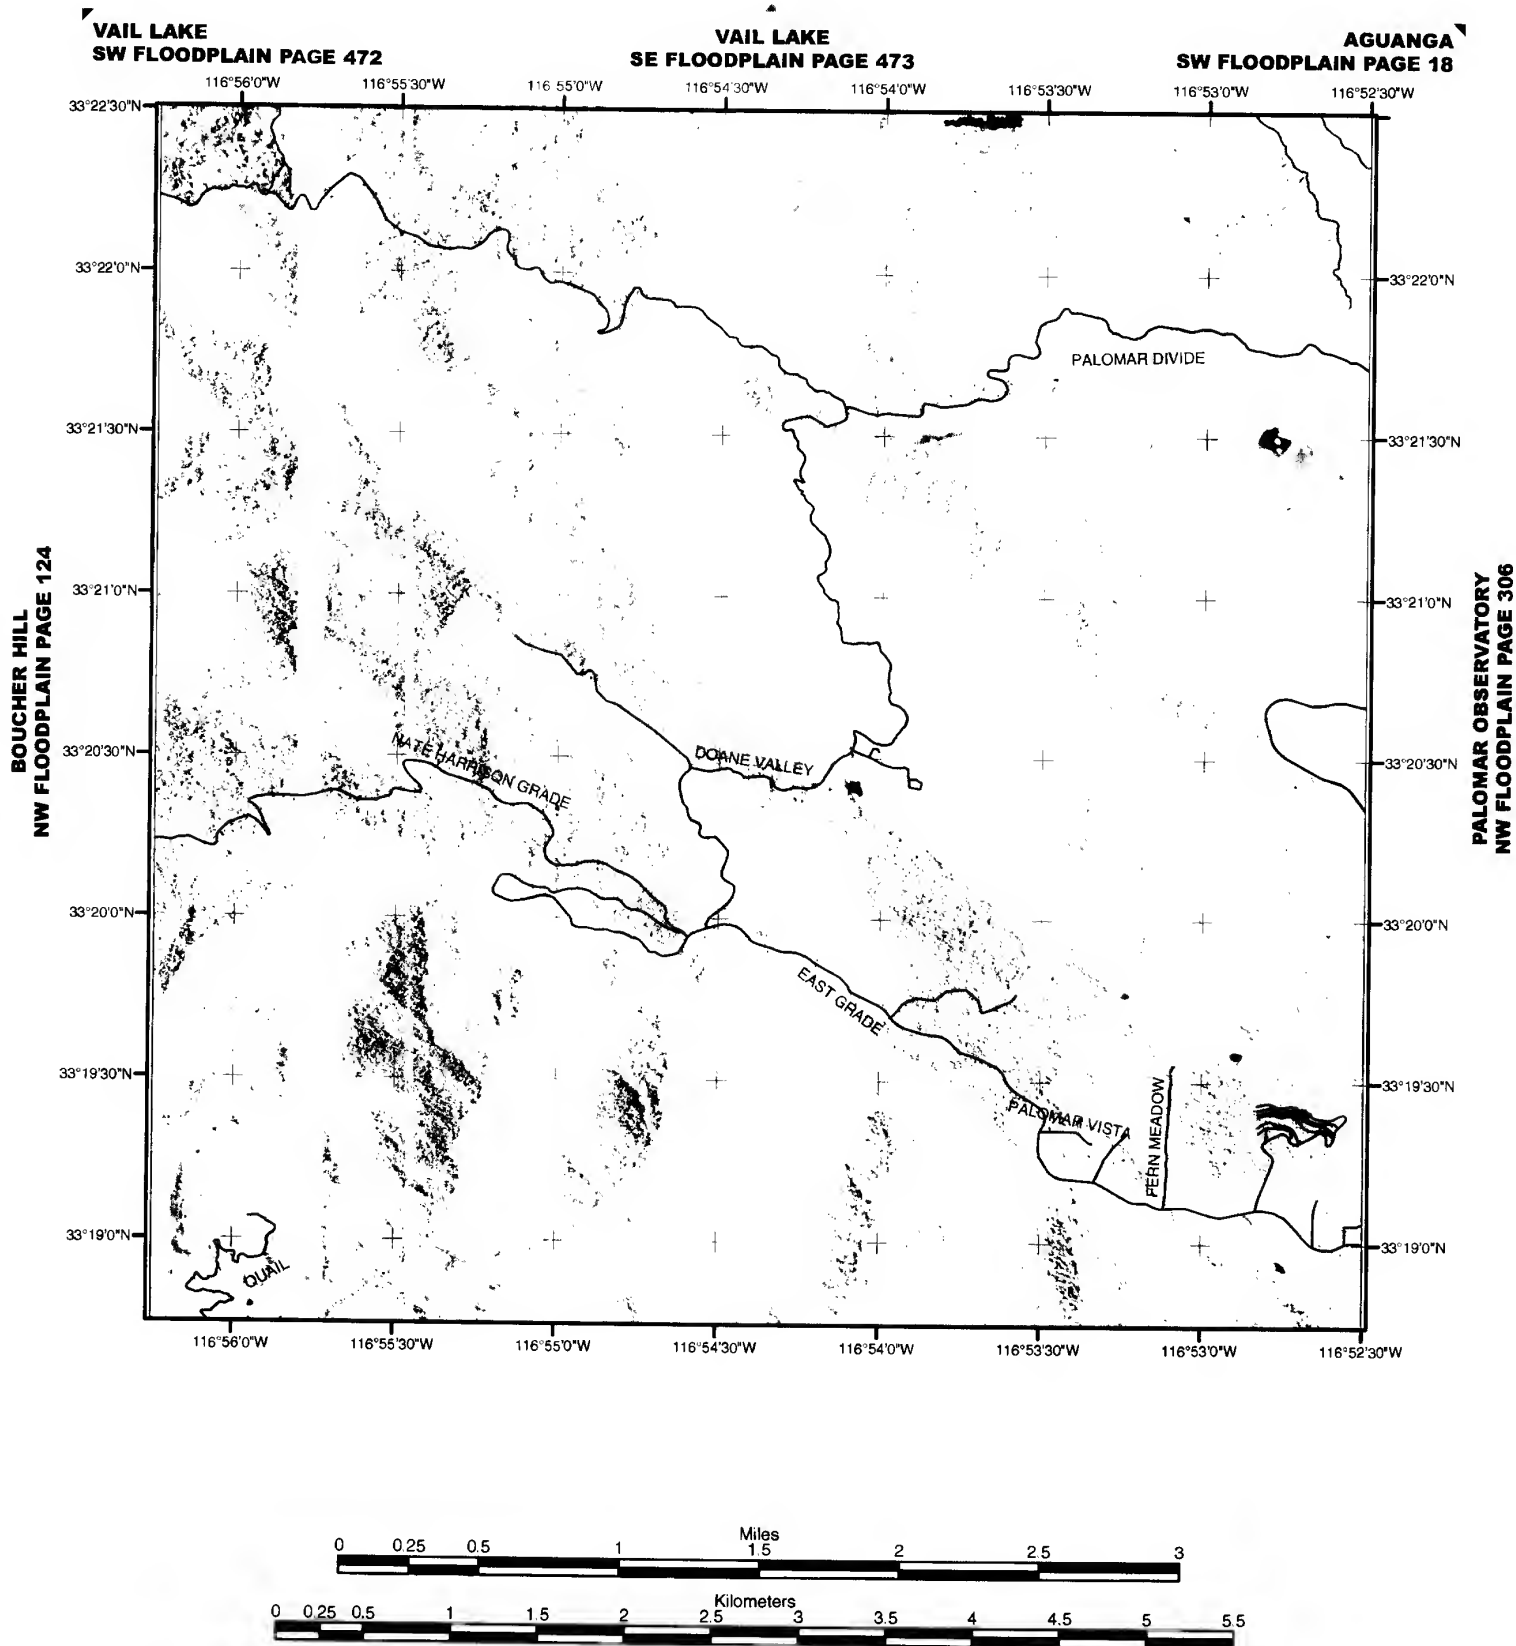 VAIL LAKE
SW FLOODPLAIN PAGE 472
VAIL LAKE
SE FLOODPLAIN PAGE 473
AGUANGA
SW FLOODPLAIN PAGE 18
116°56'0"W
116°55'30"W
116°55'0"W
116°54'30"W
116°54'0"W
116°53'30"W
116°53'0"W
116°52'30"W
33°22'30"N
33°22'0"N
33°22'0"N
PALOMAR DIVIDE
33°21'30"N
33°21'30"N
BOUCHER HILL
NW FLOODPLAIN PAGE 124
PALOMAR OBSERVATORY
NW FLOODPLAIN PAGE 306
33°21'0"N
33°21'0"N
33°20'30"N
NATE HARRISON GRADE
DOANE VALLEY
33°20'30"N
33°20'0"N
33°20'0"N
EAST GRADE
33°19'30"N
33°19'30"N
PALOMAR VISTA
FERN MEADOW
33°19'0"N
33°19'0"N
QUAIL
116°56'0"W
116°55'30"W
116°55'0"W
116°54'30"W
116°54'0"W
116°53'30"W
116°53'0"W
116°52'30"W
Miles
0 0.25 0.5 1 1.5 2 2.5 3
Kilometers
0 0.25 0.5 1 1.5 2 2.5 3 3.5 4 4.5 5 5.5